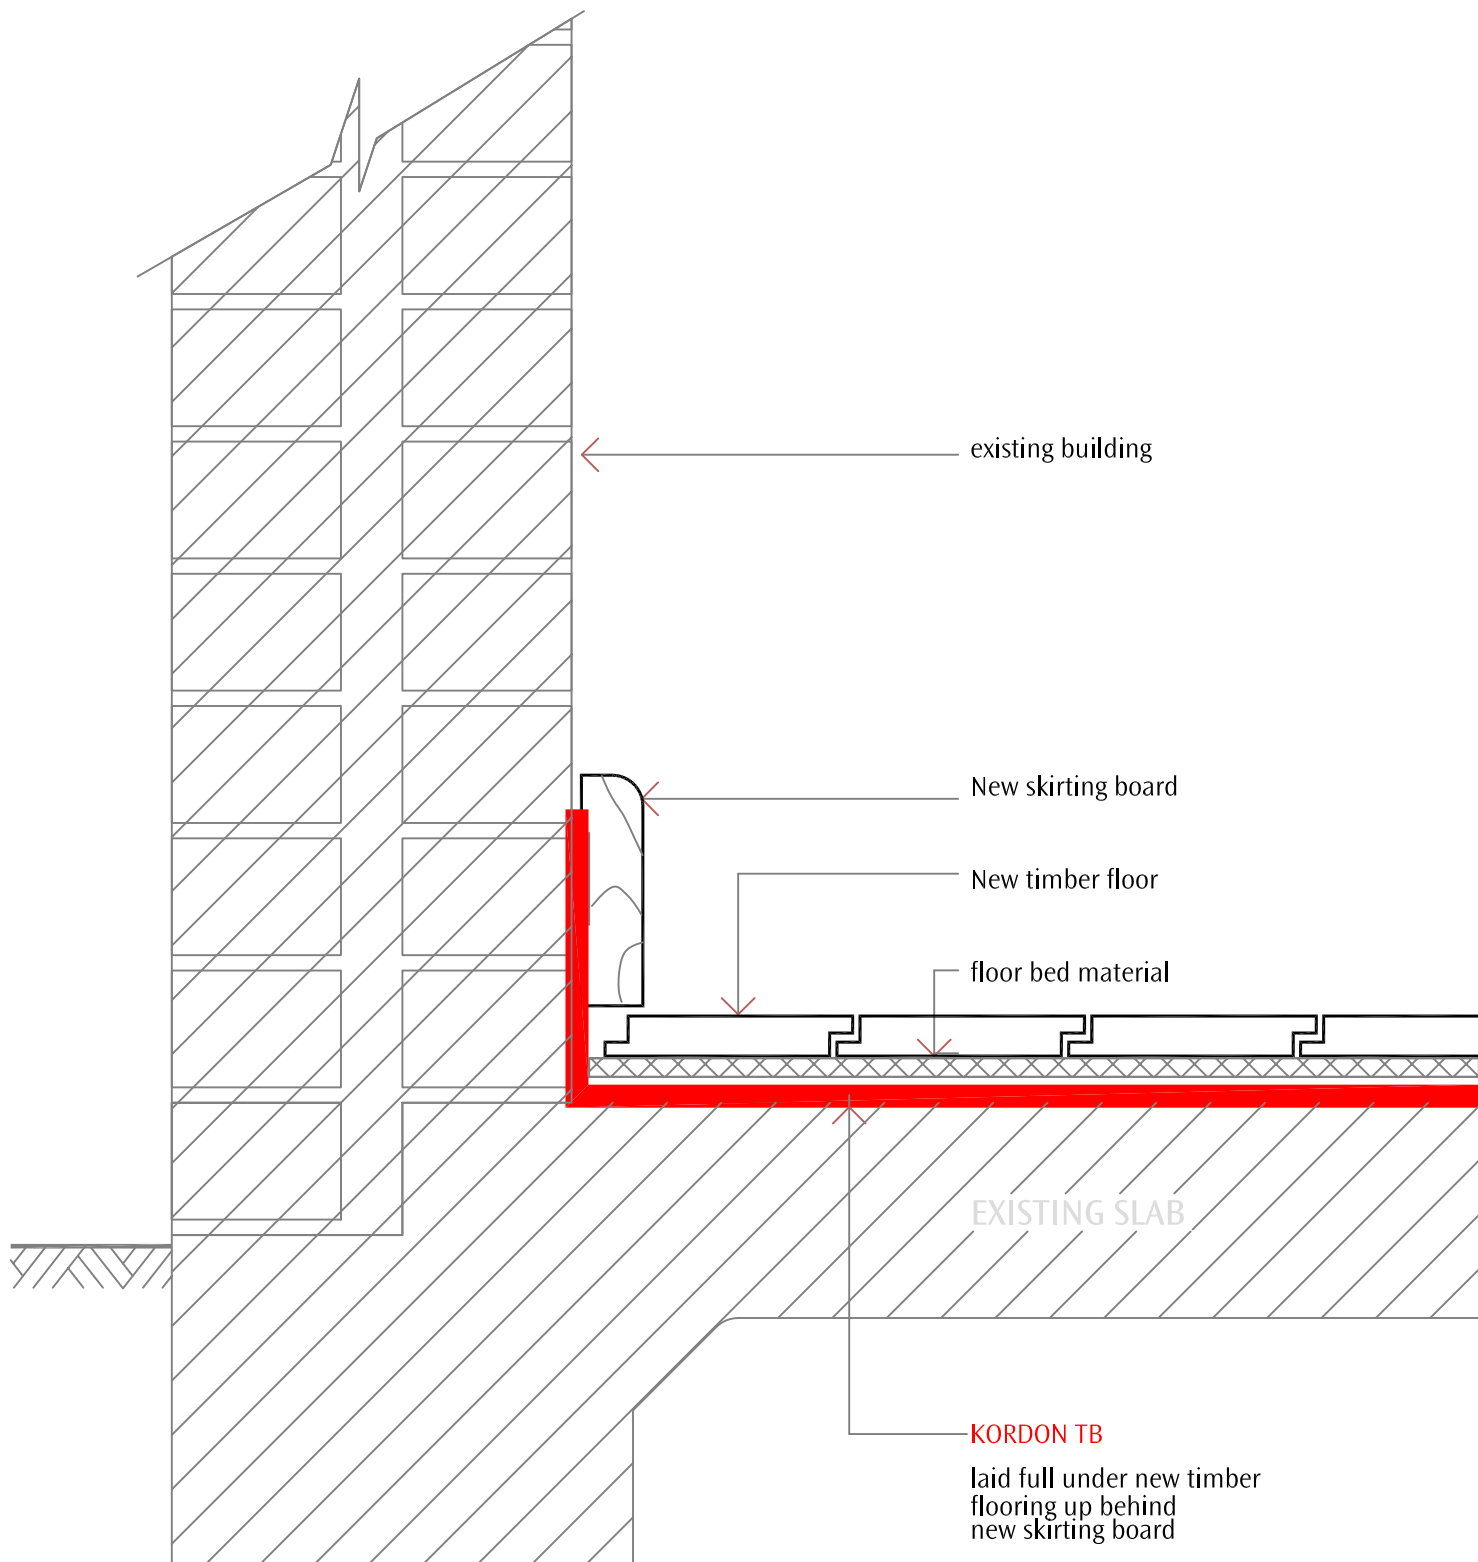 existing building
New skirting board
New timber floor
floor bed material
EXISTING SLAB
KORDON TB
laid full under new timber
flooring up behind
new skirting board